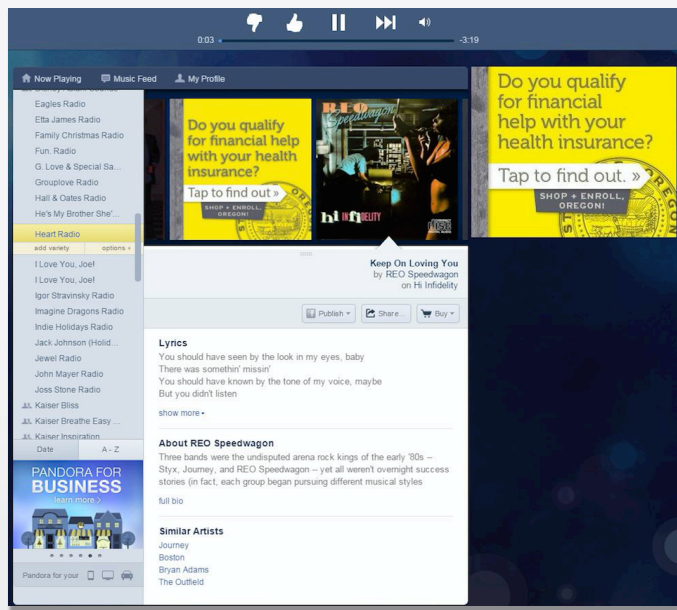 0:03
-3:19
Now Playing
Music Feed
My Profile
Eagles Radio
Etta James Radio
Family Christmas Radio
Fun. Radio
G. Love & Special Sa...
Grouplove Radio
Hall & Oates Radio
He's My Brother She'...
Heart Radio
add variety
options »
I Love You, Joe!
I Love You, Joe!
Igor Stravinsky Radio
Imagine Dragons Radio
Indie Holidays Radio
Jack Johnson (Holid...
Jewel Radio
John Mayer Radio
Joss Stone Radio
Kaiser Bliss
Kaiser Breathe Easy ...
Kaiser Inspiration
Date
A - Z
PANDORA FOR
BUSINESS
learn more >
Pandora for your
Do you qualify
for financial help
with your health
insurance?
Tap to find out »
SHOP + ENROLL,
OREGON!
REO
Speedwagon
hi INFIDELITY
Keep On Loving You
by REO Speedwagon
on Hi Infidelity
Publish
Share...
Buy
Lyrics
You should have seen by the look in my eyes, baby
There was somethin' missin'
You should have known by the tone of my voice, maybe
But you didn't listen
show more
About REO Speedwagon
Three bands were the undisputed arena rock kings of the early '80s --
Styx, Journey, and REO Speedwagon -- yet all weren't overnight success
stories (in fact, each group began pursuing different musical styles
full bio
Similar Artists
Journey
Boston
Bryan Adams
The Outfield
Do you qualify
for financial
help with your
health
insurance?
Tap to find out. »
SHOP + ENROLL,
OREGON!